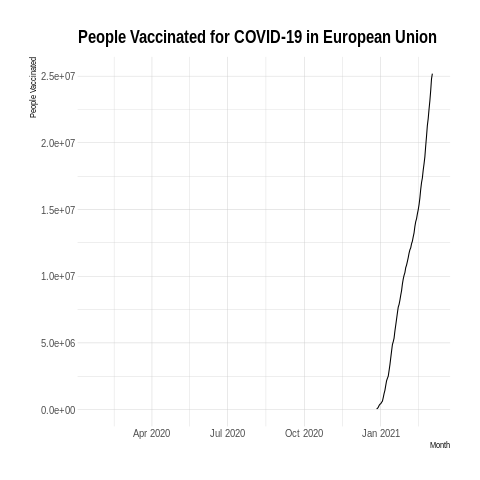 People Vaccinated for COVID-19 in European Union
People Vaccinated
2.5e+07
2.0e+07
1.5e+07
1.0e+07
5.0e+06
0.0e+00
Apr 2020 Jul 2020 Oct 2020 Jan 2021
Month